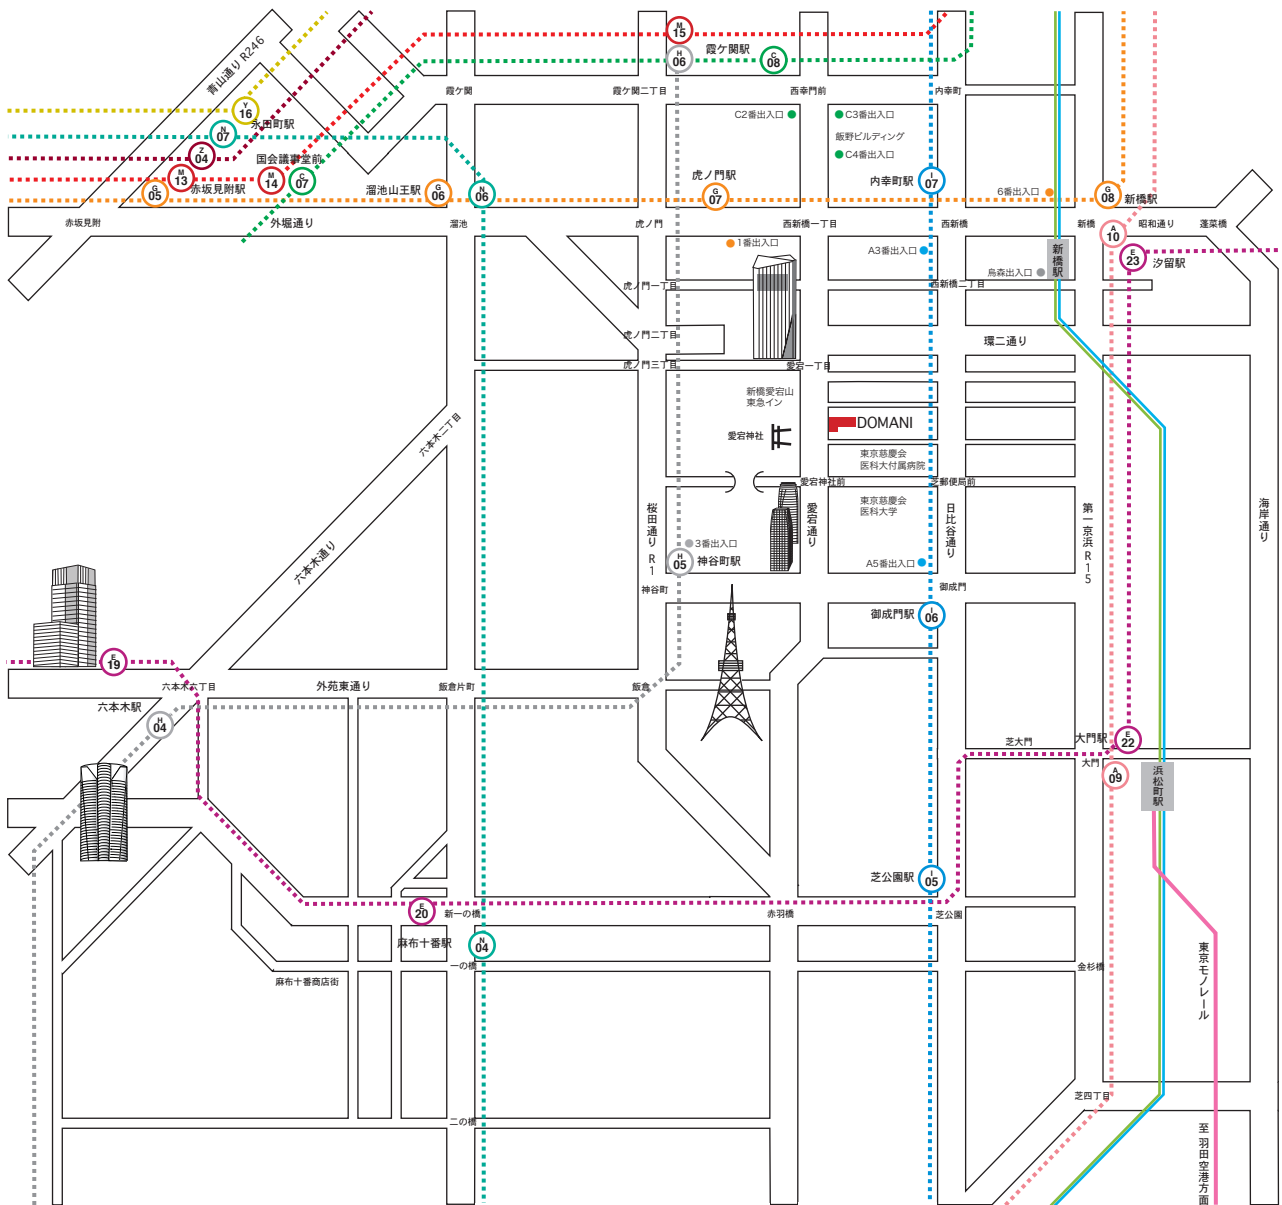 青山通り R246
M
15
H
06
霞ケ関駅
C
08
霞ケ関
霞ケ関二丁目
西幸門前
内幸町
Y
16
永田町駅
N
07
Z
04
国会議事堂前
M
13
赤坂見附駅
M
14
C
07
G
05
溜池山王駅
G
06
N
06
虎ノ門駅
G
07
C2番出入口
C3番出入口
飯野ビルディング
C4番出入口
内幸町駅
I
07
6番出入口
G
08
新橋駅
赤坂見附
外堀通り
溜池
虎ノ門
西新橋一丁目
西新橋
新橋
昭和通り
蓬菜橋
A
10
E
23
汐留駅
1番出入口
A3番出入口
新橋駅
烏森出入口
虎ノ門一丁目
西新橋二丁目
虎ノ門二丁目
環二通り
虎ノ門三丁目
愛宕一丁目
新橋愛宕山
東急イン
愛宕神社
DOMANI
六本木二丁目
東京慈慶会
医科大付属病院
愛宕神社前
芝郵便局前
東京慈慶会
医科大学
桜田通り R1
愛宕通り
日比谷通り
第一京浜 R15
海岸通り
六本木通り
3番出入口
H
05
神谷町駅
A5番出入口
神谷町
御成門
御成門駅
I
06
E
19
六本木六丁目
外苑東通り
飯倉片町
飯倉
六本木駅
H
04
芝大門
大門駅
E
22
大門
A
09
浜松町駅
芝公園駅
I
05
E
20
新一の橋
赤羽橋
芝公園
麻布十番駅
N
04
一の橋
金杉橋
麻布十番商店街
東京モノレール
芝四丁目
二の橋
至 羽田空港方面